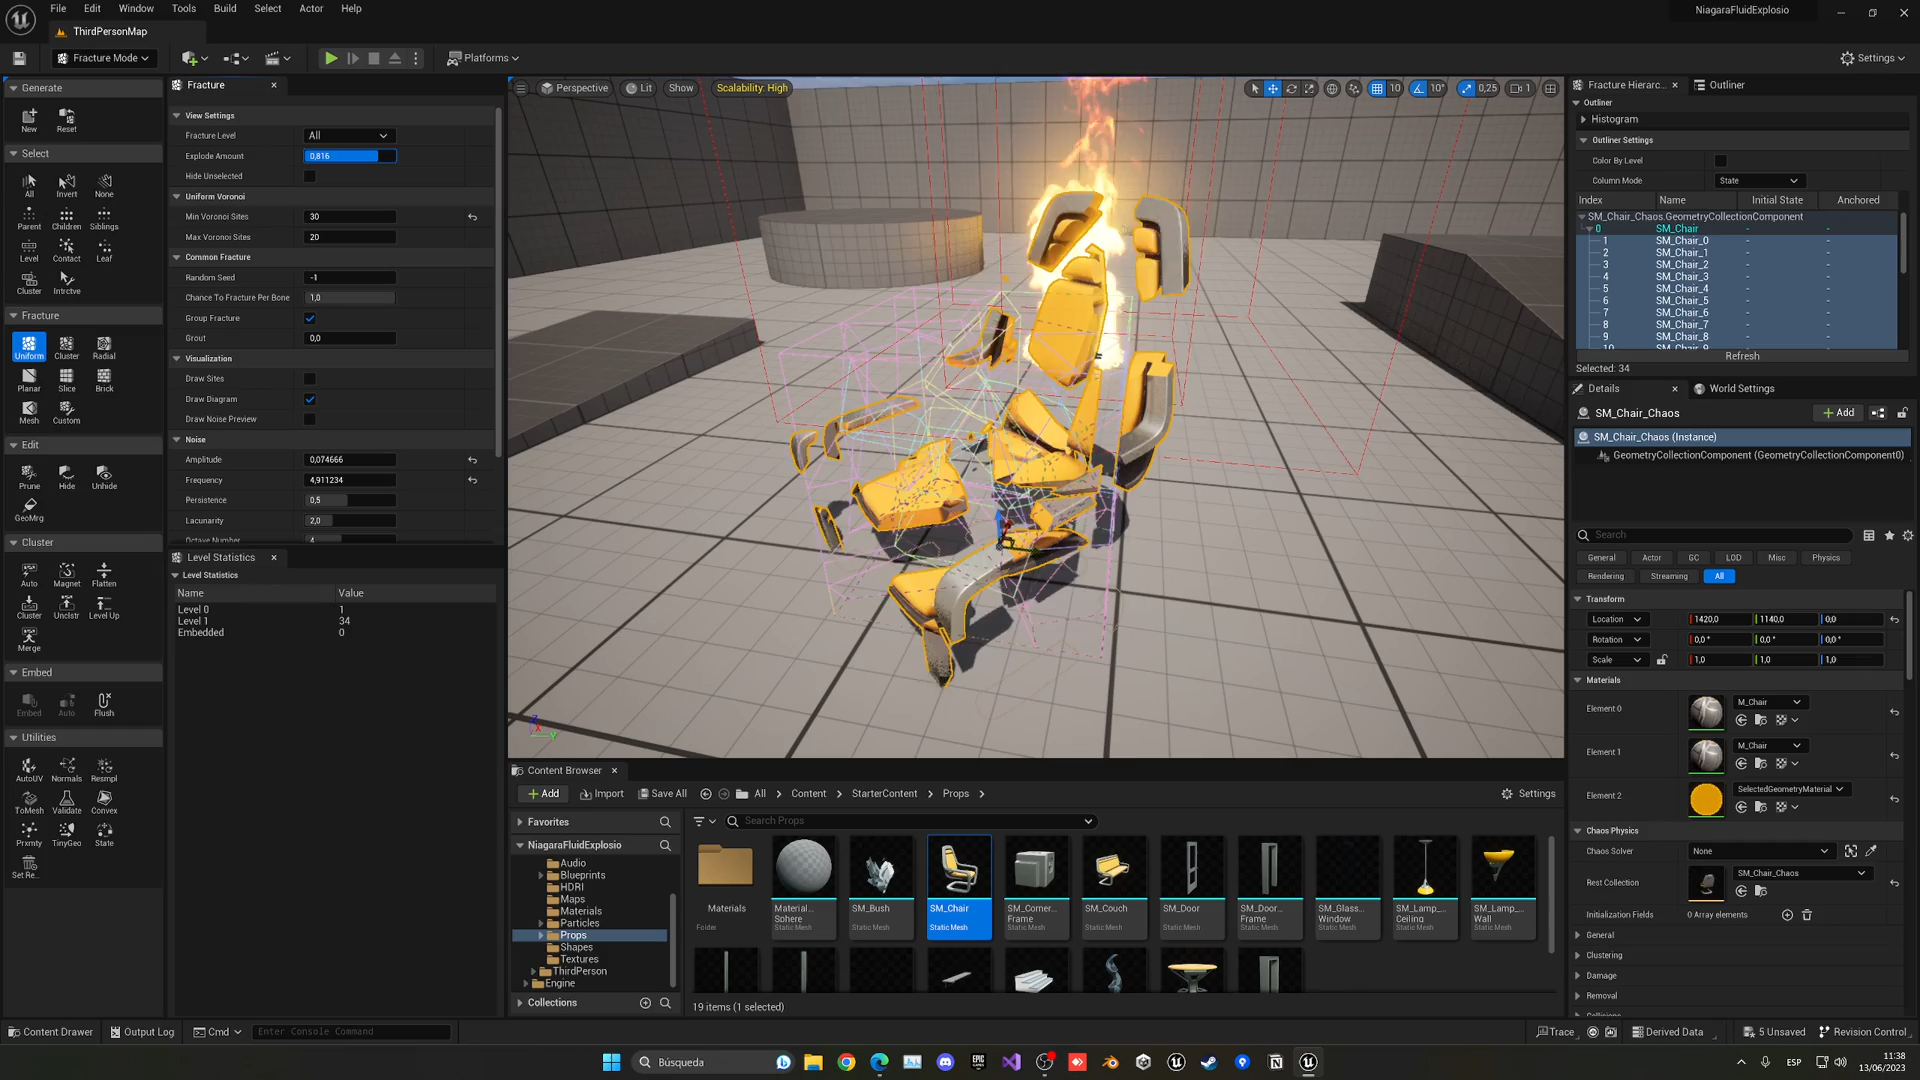 File Edit Window Tools Build Select Actor Help
NiagaraFluidExplosio
ThirdPersonMap
Fracture Mode
Platforms
Settings
Generate
New Reset
Select
All Invert None
Parent Children Siblings
Level Contact Leaf
Cluster Intrctve
Fracture
Uniform Cluster Radial
Planar Slice Brick
Mesh Custom
Edit
Prune Hide Unhide
GeoMrg
Cluster
Auto Magnet Flatten
Cluster Unclstr Level Up
Merge
Embed
Embed Auto Flush
Utilities
AutoUV Normals Resmpl
ToMesh Validate Convex
Prxmty TinyGeo State
Set Re...
Fracture
View Settings
Fracture Level All
Explode Amount 0,816
Hide Unselected
Uniform Voronoi
Min Voronoi Sites 30
Max Voronoi Sites 20
Common Fracture
Random Seed -1
Chance To Fracture Per Bone 1,0
Group Fracture
Grout 0,0
Visualization
Draw Sites
Draw Diagram
Draw Noise Preview
Noise
Amplitude 0,074666
Frequency 4,911234
Persistence 0,5
Lacunarity 2,0
Octave Number 4
Level Statistics
Level Statistics
Name Value
Level 0 1
Level 1 34
Embedded 0
Perspective Lit Show Scalability: High
10 10° 0,25 1
Z X Y
Content Browser
Add Import Save All All Content StarterContent Props Settings
Favorites
Search Props
NiagaraFluidExplosio
Audio
Blueprints
HDRI
Maps
Materials
Particles
Props
Shapes
Textures
ThirdPerson
Engine
Collections
Materials
Folder
Material...
Sphere
Static Mesh
SM_Bush
Static Mesh
SM_Chair
Static Mesh
SM_Corner...
Frame
Static Mesh
SM_Couch
Static Mesh
SM_Door
Static Mesh
SM_Door...
Frame
Static Mesh
SM_Glass...
Window
Static Mesh
SM_Lamp_...
Ceiling
Static Mesh
SM_Lamp_...
Wall
Static Mesh
19 items (1 selected)
Fracture Hierarc... Outliner
Outliner
Histogram
Outliner Settings
Color By Level
Column Mode State
Index Name Initial State Anchored
SM_Chair_Chaos.GeometryCollectionComponent
0 SM_Chair - -
1 SM_Chair_0 - -
2 SM_Chair_1 - -
3 SM_Chair_2 - -
4 SM_Chair_3 - -
5 SM_Chair_4 - -
6 SM_Chair_5 - -
7 SM_Chair_6 - -
8 SM_Chair_7 - -
9 SM_Chair_8 - -
10 SM_Chair_9 - -
Refresh
Selected: 34
Details World Settings
SM_Chair_Chaos Add
SM_Chair_Chaos (Instance)
GeometryCollectionComponent (GeometryCollectionComponent0)
Search
General Actor GC LOD Misc Physics
Rendering Streaming All
Transform
Location 1420,0 1140,0 0,0
Rotation 0,0 ° 0,0 ° 0,0 °
Scale 1,0 1,0 1,0
Materials
Element 0 M_Chair
Element 1 M_Chair
Element 2 SelectedGeometryMaterial
Chaos Physics
Chaos Solver None
Rest Collection SM_Chair_Chaos
Initialization Fields 0 Array elements
General
Clustering
Damage
Removal
Collisions
Content Drawer Output Log Cmd Enter Console Command Trace Derived Data 5 Unsaved Revision Control
Búsqueda
EPIC
ESP
11:38
13/06/2023